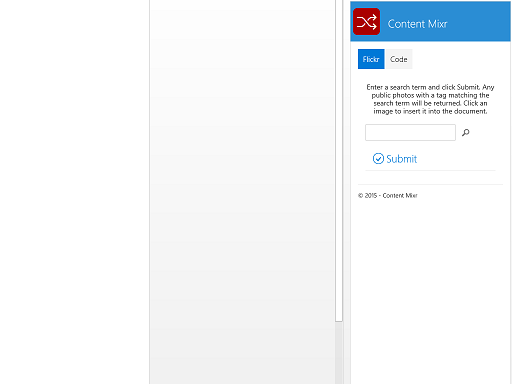 Content Mixr
Flickr
Code
Enter a search term and click Submit. Any
public photos with a tag matching the
search term will be returned. Click an
image to insert it into the document.
Submit
© 2015 - Content Mixr